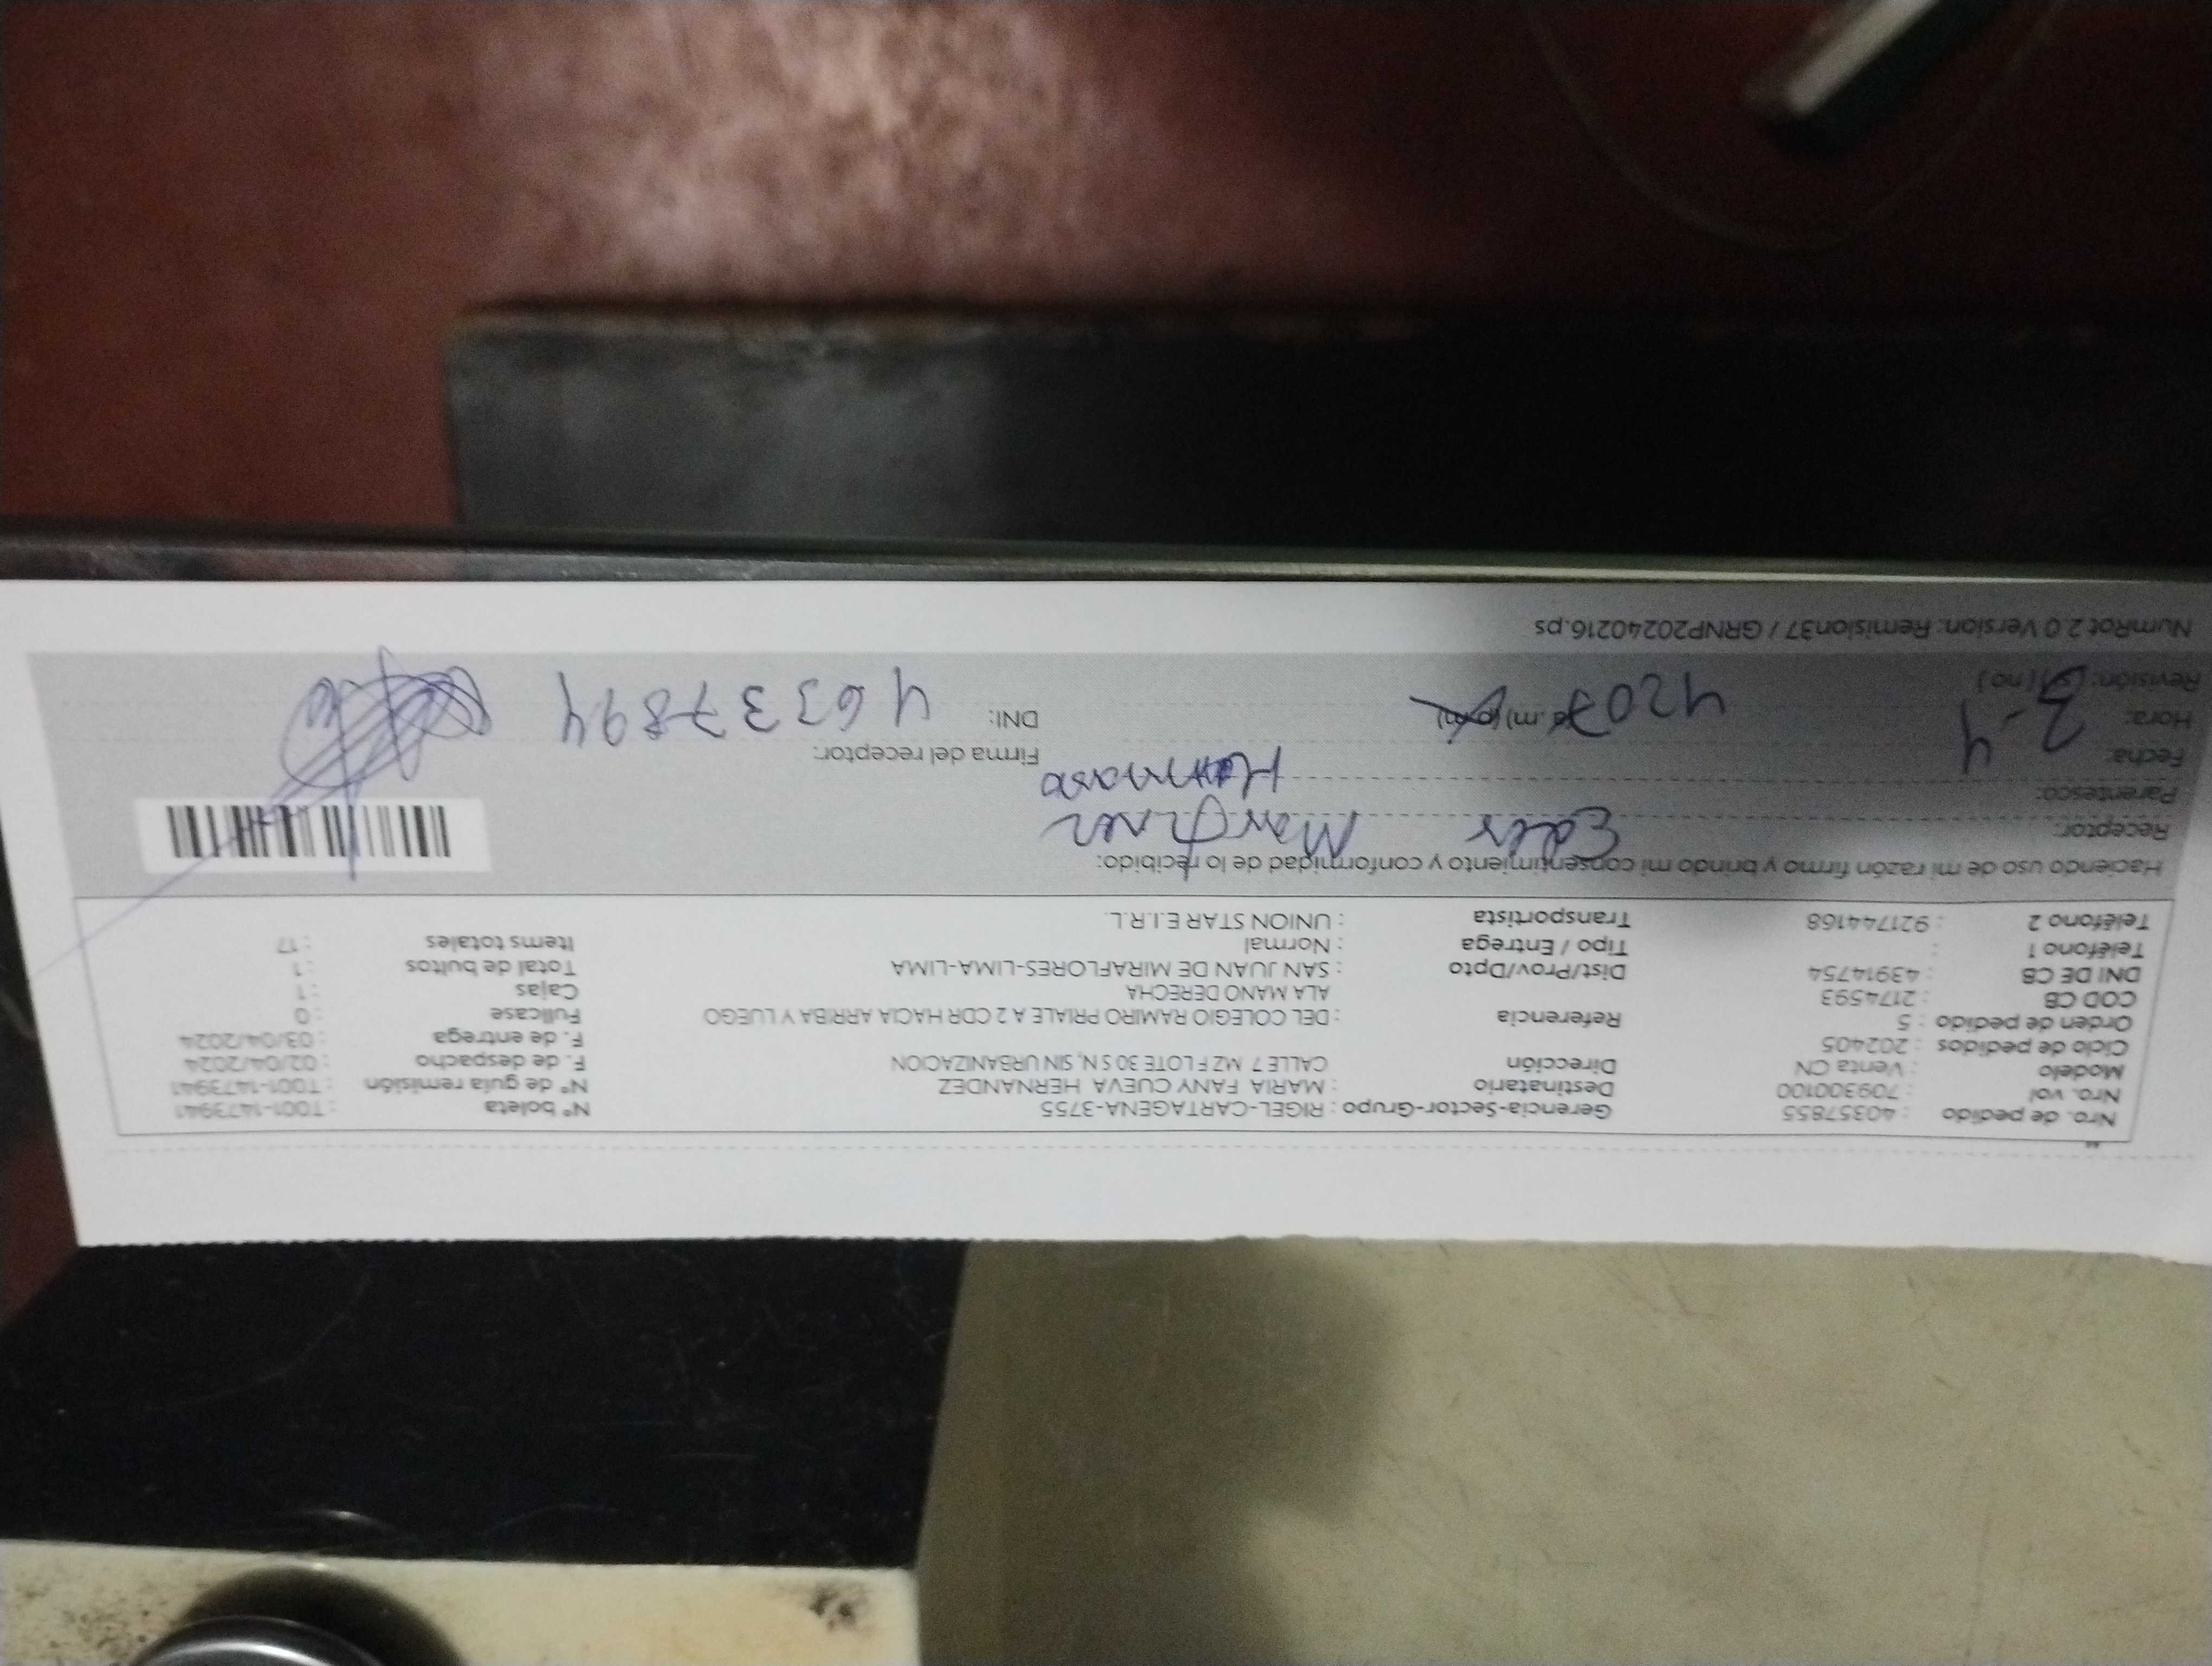 Nro. de pedido : 40357855 Gerencia-Sector-Grupo : RIGEL-CARTAGENA-3755 N° boleta : T001-1473941
Nro. vol : 709300100 Destinatario : MARIA FANY CUEVA HERNANDEZ N° de guía remisión : T001-1473941
Modelo : Venta CN Dirección CALLE 7 MZ F LOTE 30 S N, SIN URBANIZACION F. de despacho : 02/04/2024
Ciclo de pedidos : 202405 F. de entrega : 03/04/2024
Orden de pedido : 5 Referencia : DEL COLEGIO RAMIRO PRIALE A 2 CDR HACIA ARRIBA Y LUEGO Fullcase : 0
COD CB : 2174593 ALA MANO DERECHA Cajas : 1
DNI DE CB : 43914754 Dist/Prov/Dpto : SAN JUAN DE MIRAFLORES-LIMA-LIMA Total de bultos : 1
Teléfono 1 : Tipo / Entrega : Normal Items totales : 17
Teléfono 2 : 921744168 Transportista : UNION STAR E.I.R.L.
Haciendo uso de mi razón firmo y brindo mi consentimiento y conformidad de lo recibido:
Receptor:
Parentesco: Hermano
Fecha: 3-4 Firma del receptor:
Hora: DNI: 46337894
Revisión: (si) (no)
NumRot 2.0 Version: Remision37 / GRNP20240216.ps